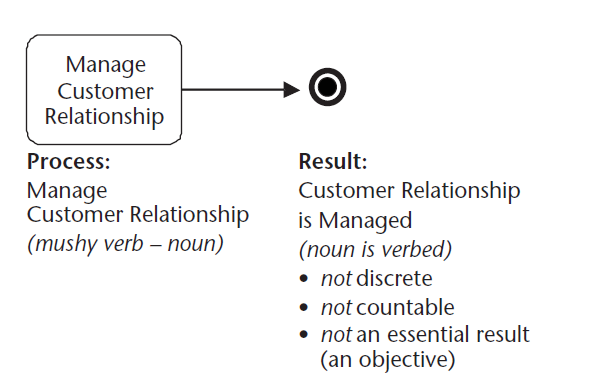 Manage
Customer
Relationship
Process:
Manage
Customer Relationship
(mushy verb – noun)
Result:
Customer Relationship
is Managed
(noun is verbed)
• not discrete
• not countable
• not an essential result
(an objective)